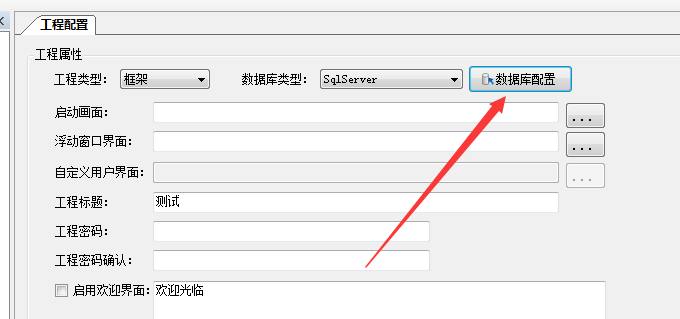 工程配置
工程属性
工程类型： 框架 数据库类型： SqlServer 数据库配置
启动画面： ...
浮动窗口界面： ...
自定义用户界面： ...
工程标题： 测试
工程密码：
工程密码确认：
启用欢迎界面： 欢迎光临